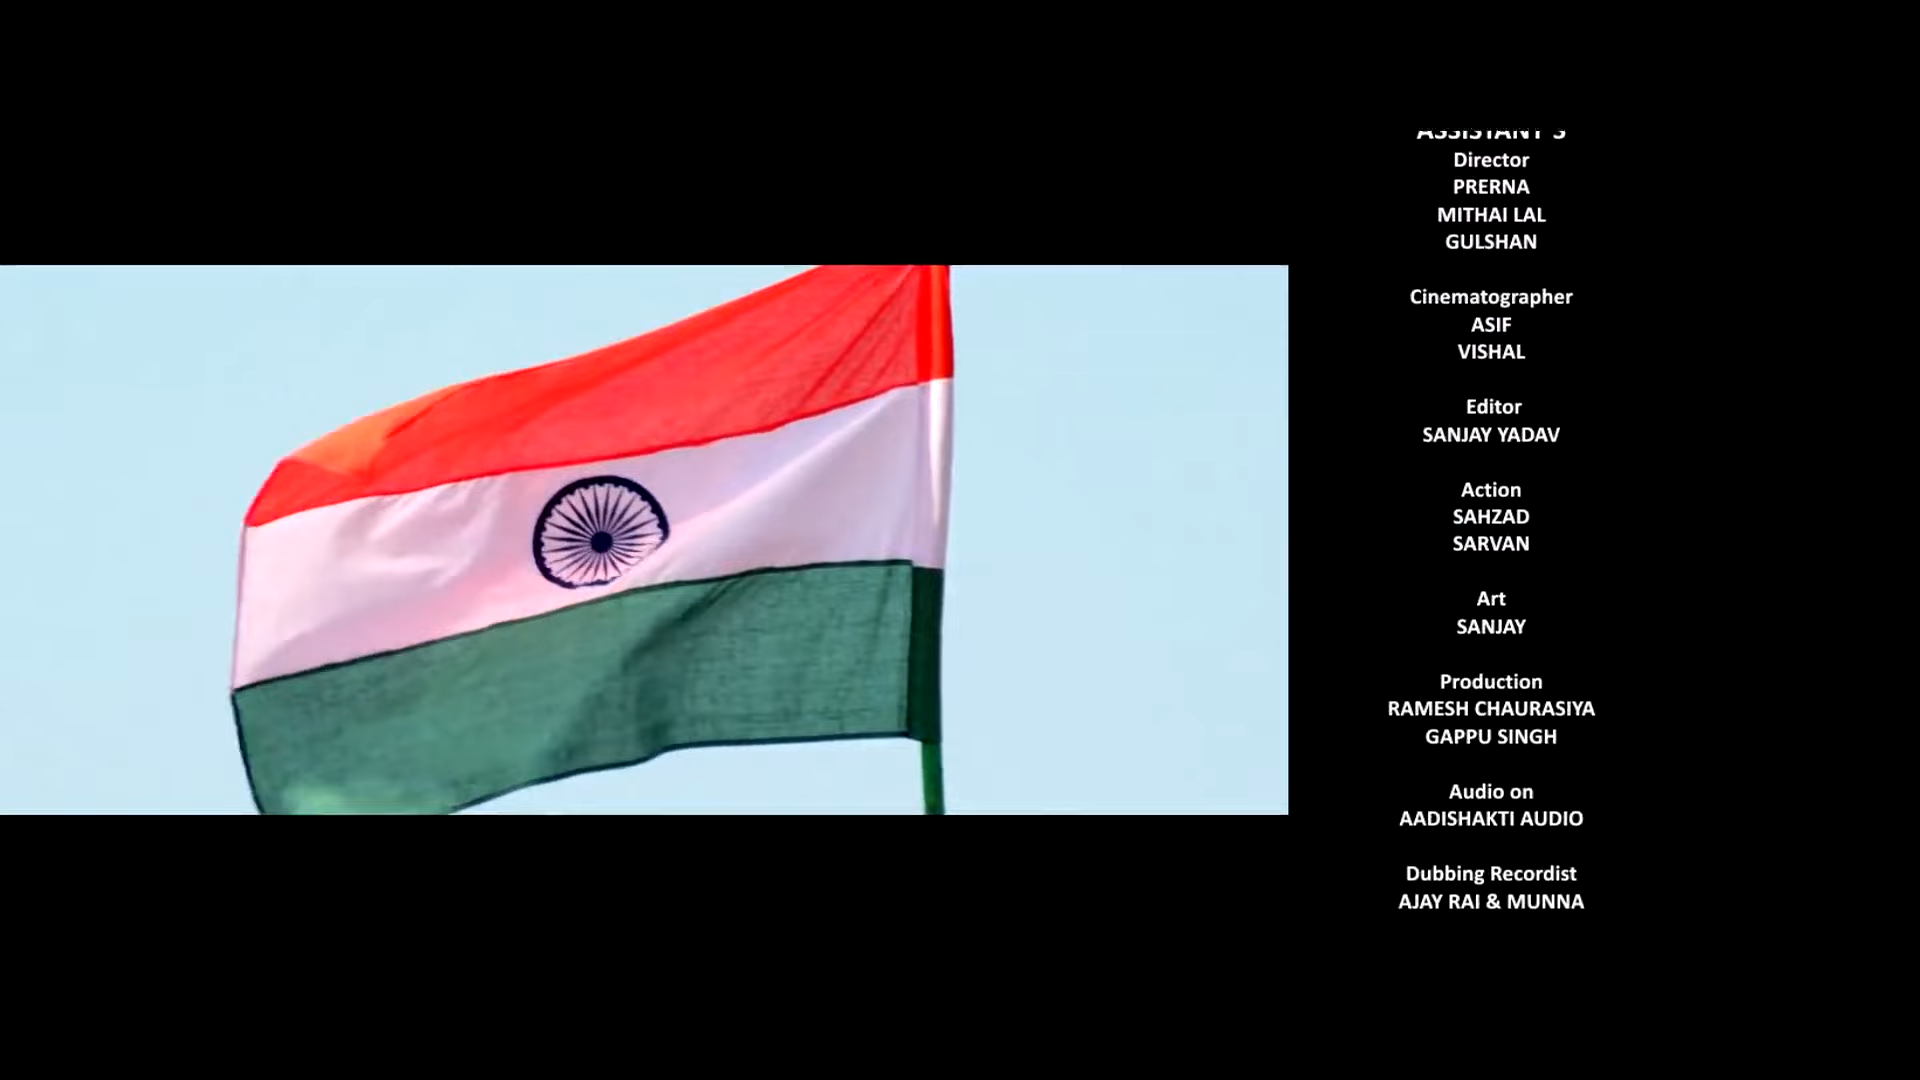 ASSISTANT'S
Director
PRERNA
MITHAI LAL
GULSHAN
Cinematographer
ASIF
VISHAL
Editor
SANJAY YADAV
Action
SAHZAD
SARVAN
Art
SANJAY
Production
RAMESH CHAURASIYA
GAPPU SINGH
Audio on
AADISHAKTI AUDIO
Dubbing Recordist
AJAY RAI & MUNNA